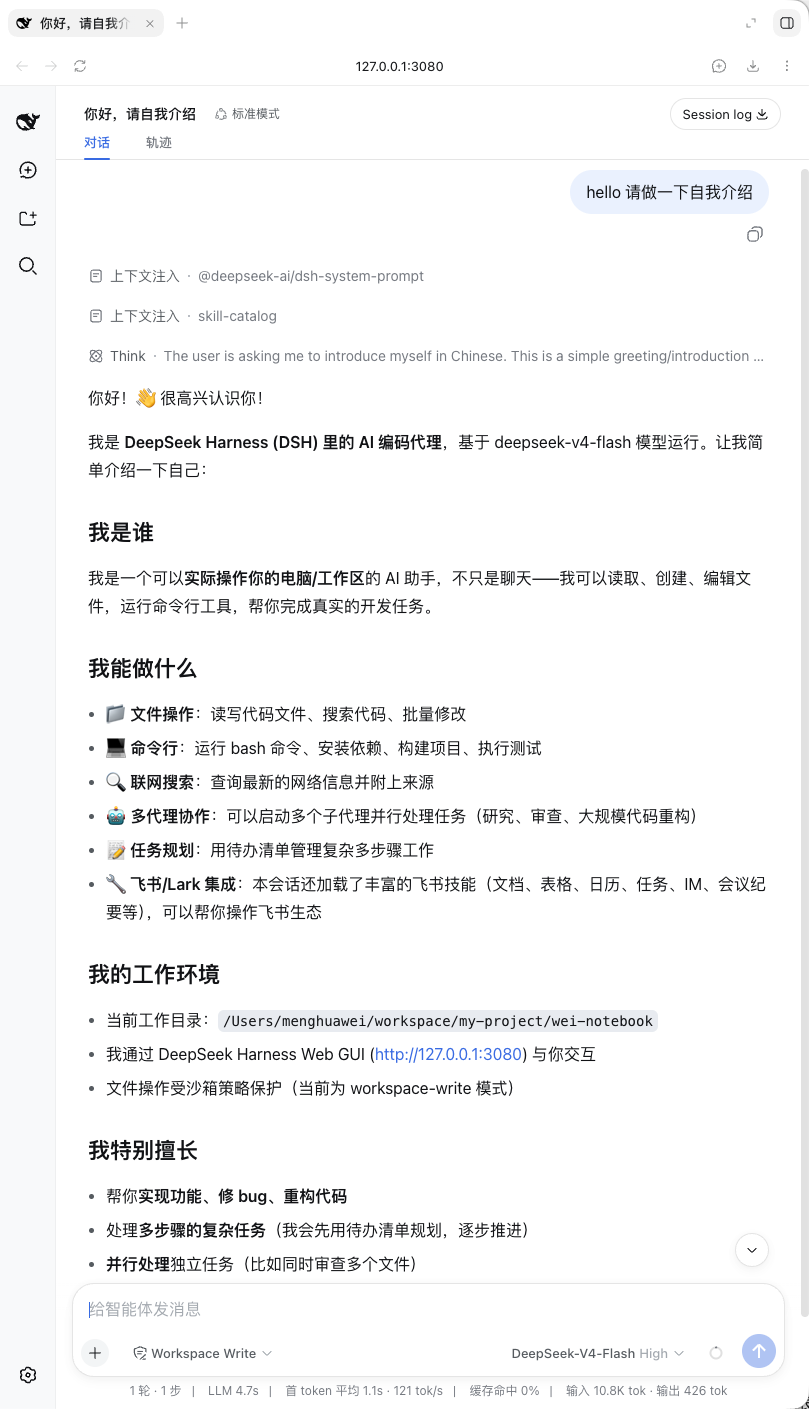 你好，请自我介
127.0.0.1:3080
你好，请自我介绍 标准模式
Session log
对话 轨迹
hello 请做一下自我介绍
上下文注入 · @deepseek-ai/dsh-system-prompt
上下文注入 · skill-catalog
Think · The user is asking me to introduce myself in Chinese. This is a simple greeting/introduction ...
你好！👋 很高兴认识你！
我是 DeepSeek Harness (DSH) 里的 AI 编码代理，基于 deepseek-v4-flash 模型运行。让我简
单介绍一下自己：
我是谁
我是一个可以实际操作你的电脑/工作区的 AI 助手，不只是聊天——我可以读取、创建、编辑文
件，运行命令行工具，帮你完成真实的开发任务。
我能做什么
• 📁 文件操作：读写代码文件、搜索代码、批量修改
• 💻 命令行：运行 bash 命令、安装依赖、构建项目、执行测试
• 🔍 联网搜索：查询最新的网络信息并附上来源
• 🤖 多代理协作：可以启动多个子代理并行处理任务（研究、审查、大规模代码重构）
• 📝 任务规划：用待办清单管理复杂多步骤工作
• 🔧 飞书/Lark 集成：本会话还加载了丰富的飞书技能（文档、表格、日历、任务、IM、会议纪
要等），可以帮你操作飞书生态
我的工作环境
• 当前工作目录：/Users/menghuawei/workspace/my-project/wei-notebook
• 我通过 DeepSeek Harness Web GUI (http://127.0.0.1:3080) 与你交互
• 文件操作受沙箱策略保护（当前为 workspace-write 模式）
我特别擅长
• 帮你实现功能、修 bug、重构代码
• 处理多步骤的复杂任务（我会先用待办清单规划，逐步推进）
• 并行处理独立任务（比如同时审查多个文件）
给智能体发消息
Workspace Write DeepSeek-V4-Flash High
1 轮 · 1 步 | LLM 4.7s | 首 token 平均 1.1s · 121 tok/s | 缓存命中 0% | 输入 10.8K tok · 输出 426 tok